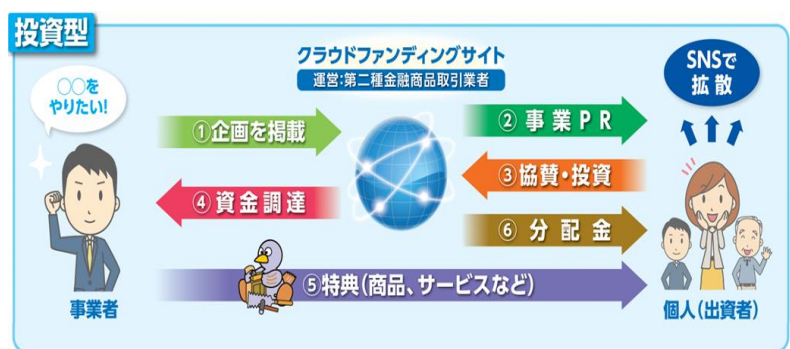 投資型
○○を
やりたい!
クラウドファンディングサイト
運営:第二種金融商品取引業者
SNSで
拡散
①企画を掲載
②事業PR
③協賛・投資
④資金調達
⑥分配金
⑤特典(商品、サービスなど)
事業者
個人(出資者)